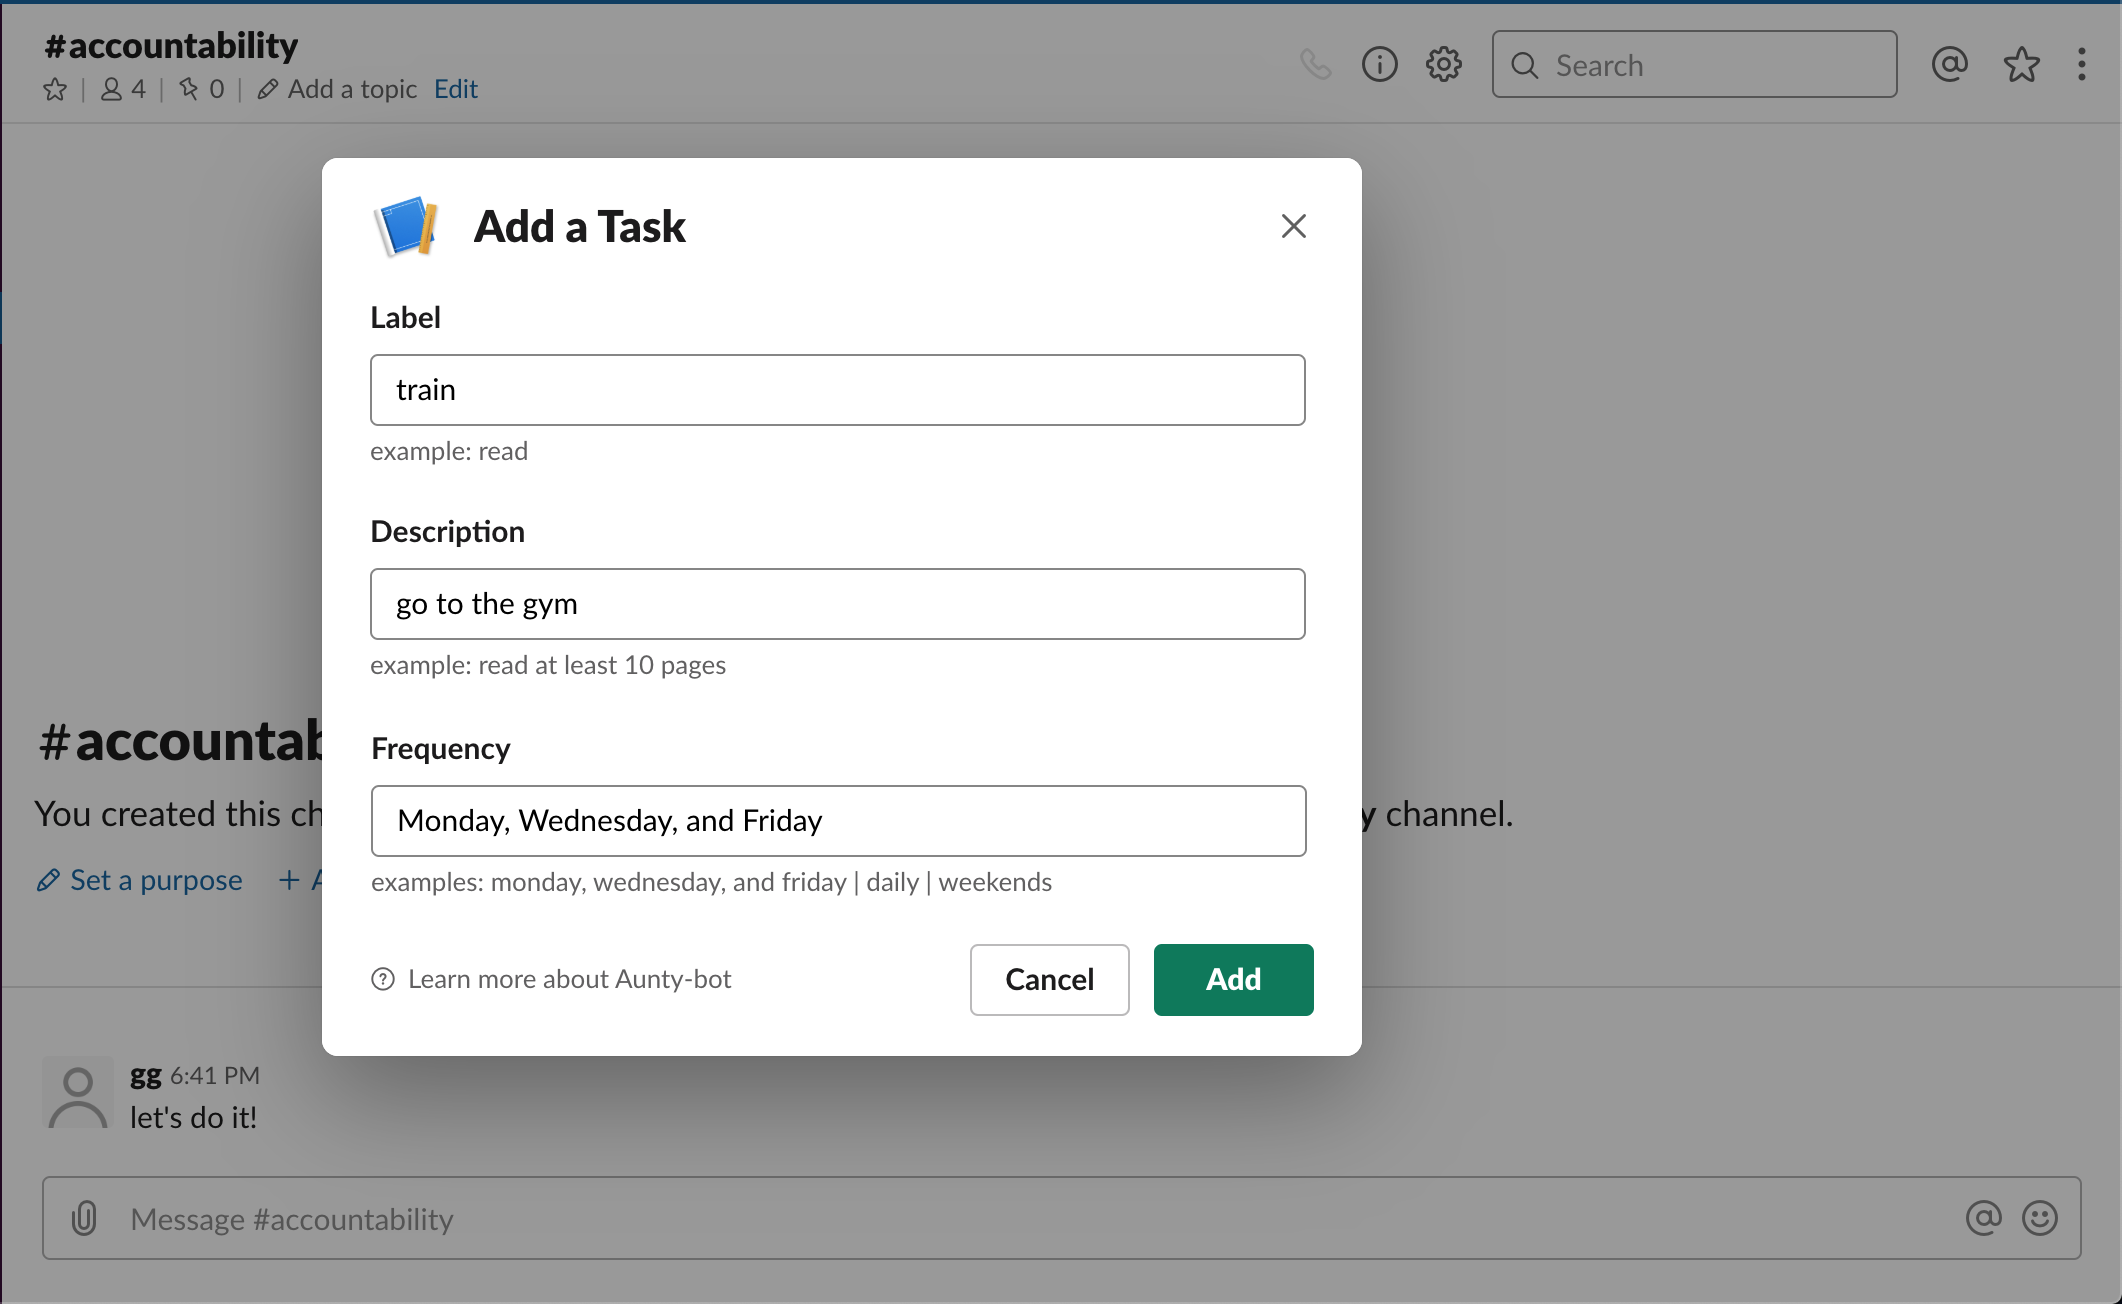 #accountability
4 | 0 | Add a topic Edit
Search
Add a Task
Label
train
example: read
Description
go to the gym
example: read at least 10 pages
#accountab
Frequency
Monday, Wednesday, and Friday
You created this ch
y channel.
Set a purpose + A
examples: monday, wednesday, and friday | daily | weekends
Learn more about Aunty-bot
Cancel
Add
gg 6:41 PM
let's do it!
Message #accountability